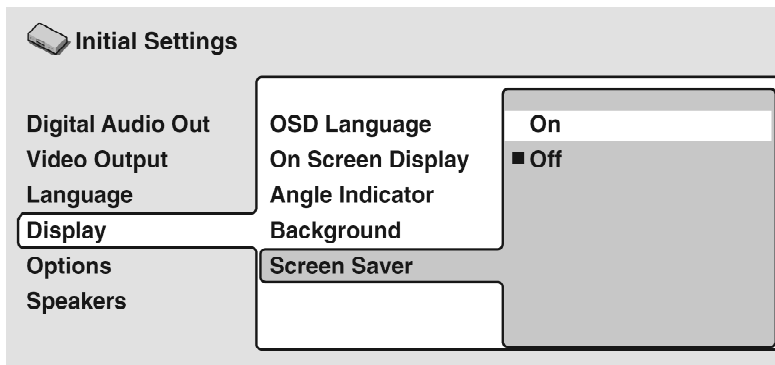 Initial Settings
Digital Audio Out
Video Output
Language
Display
Options
Speakers
OSD Language
On Screen Display
Angle Indicator
Background
Screen Saver
On
Off